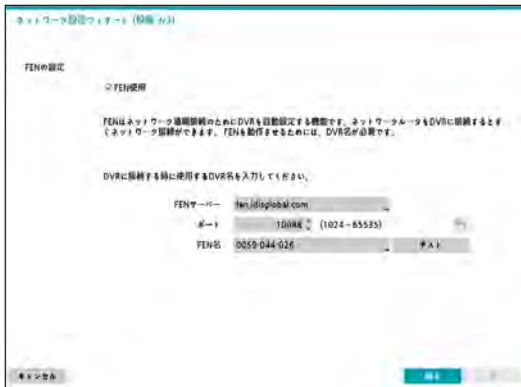 ネットワーク設定ウィザード (段階 3/3)
FENの設定
FEN使用
FENはネットワーク通網接続のためにDVRを自動設定する機能です。ネットワークルータをDVRに接続するとす
ぐネットワーク接続ができます。FENを動作させるためには、DVR名が必要です。
DVRに接続する時に使用するDVR名を入力してください。
FENサーバー fen.idisglobal.com
ポート 10088 (1024~65535)
FEN名 0059-044-026 テスト
キャンセル